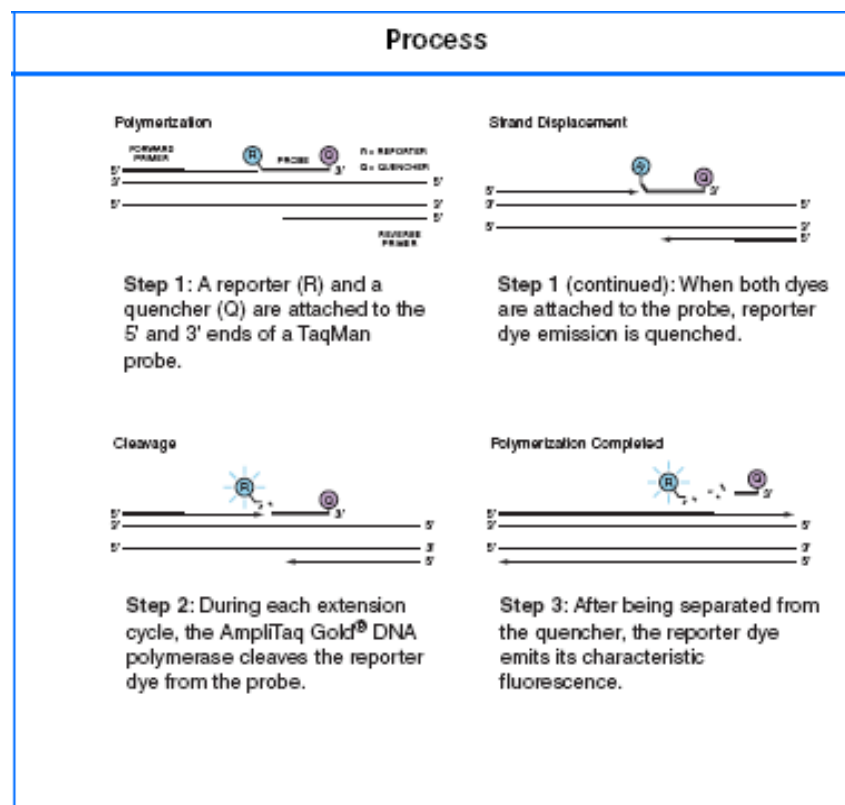 Process
Polymerization
FORWARD
PRIMER
R
PROBE
Q
R = REPORTER
Q = QUENCHER
5'
3'
3'
5'
5'
3'
5'
REVERSE
PRIMER
Step 1: A reporter (R) and a
quencher (Q) are attached to the
5' and 3' ends of a TaqMan
probe.
Strand Displacement
R
Q
5'
3'
3'
5'
5'
3'
5'
Step 1 (continued): When both dyes
are attached to the probe, reporter
dye emission is quenched.
Cleavage
R
Q
5'
3'
3'
5'
5'
3'
5'
Step 2: During each extension
cycle, the AmpliTaq Gold® DNA
polymerase cleaves the reporter
dye from the probe.
Polymerization Completed
R
Q
3'
5'
3'
5'
5'
3'
5'
Step 3: After being separated from
the quencher, the reporter dye
emits its characteristic
fluorescence.